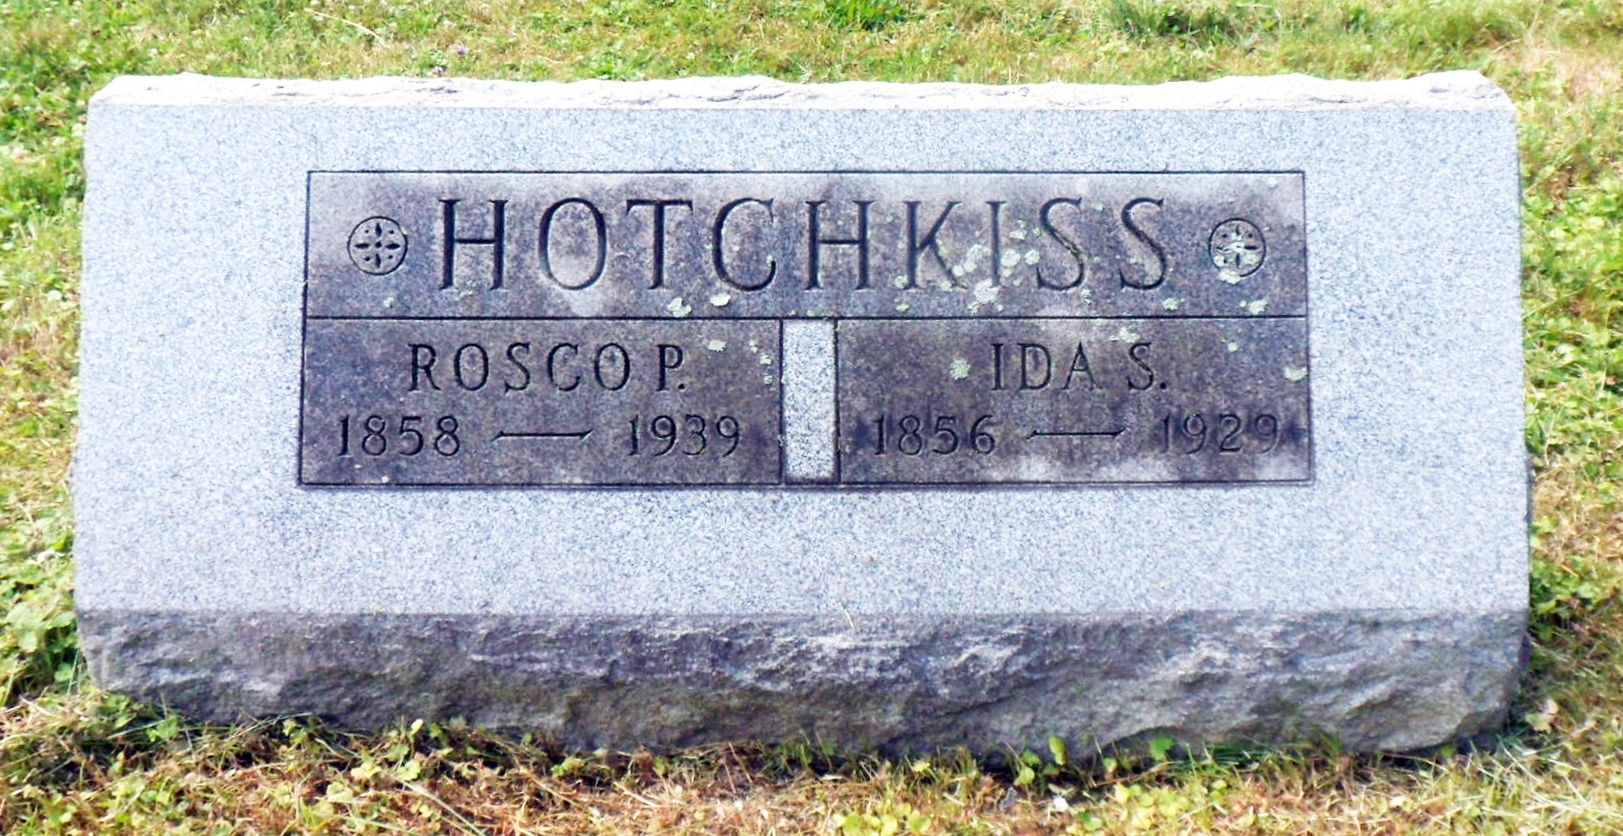 HOTCHKISS
ROSCO P.
1858 — 1939
IDA S.
1856 — 1929